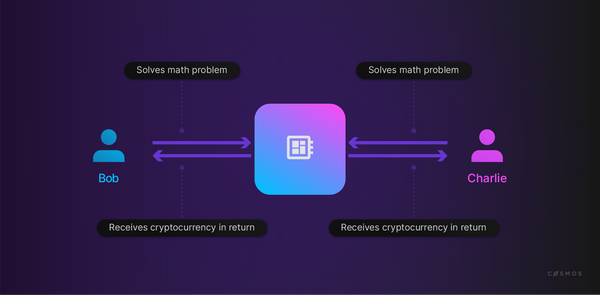 Solves math problem
Solves math problem
Bob
Charlie
Receives cryptocurrency in return
Receives cryptocurrency in return
COSMOS